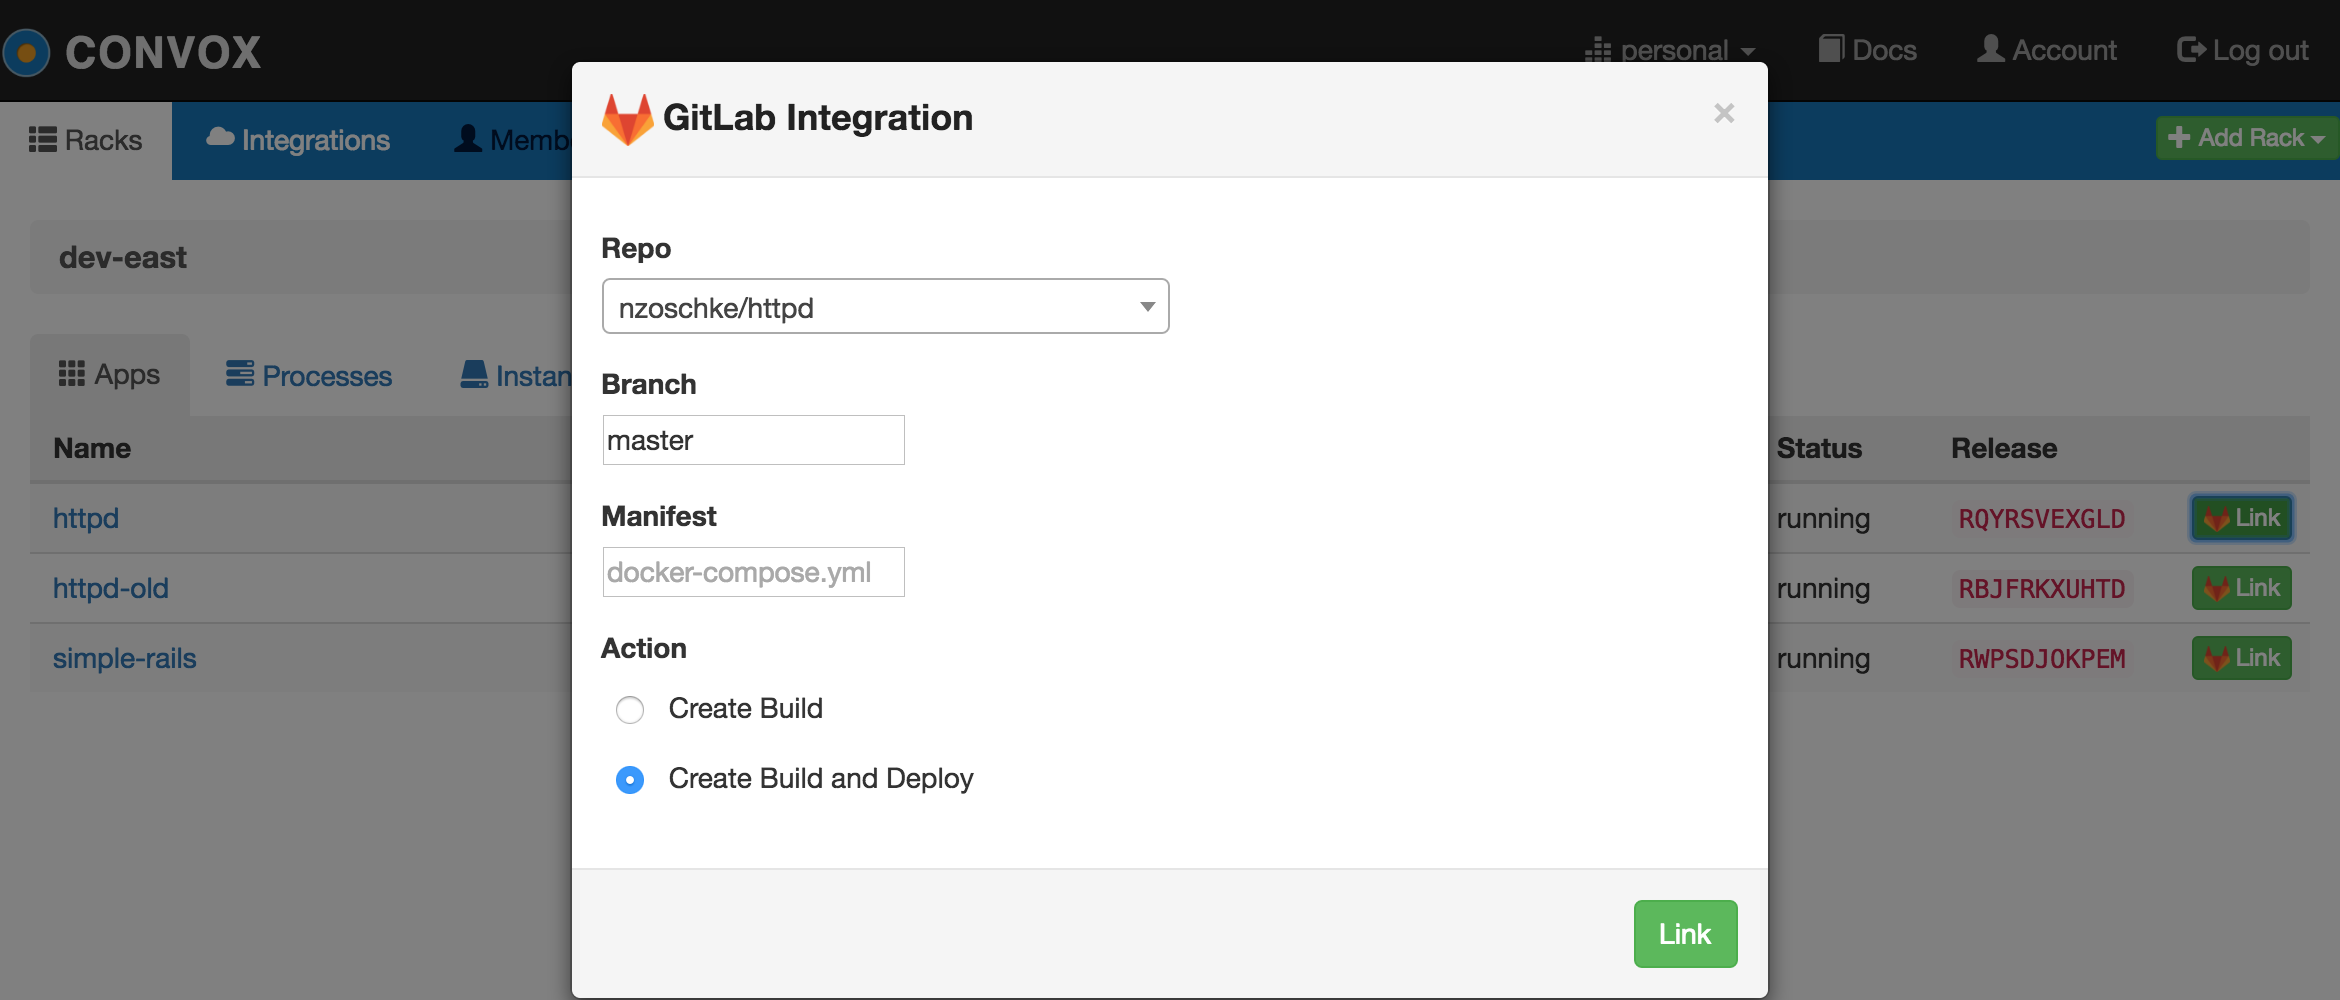 CONVOX
personal
Docs
Account
Log out
Racks
Integrations
Memb
Add Rack
dev-east
Apps
Processes
Instan
Name
Status
Release
httpd
running
RQYRSVEXGLD
Link
httpd-old
running
RBJFRKXUHTD
Link
simple-rails
running
RWPSDJOKPEM
Link
GitLab Integration
×
Repo
nzoschke/httpd
Branch
master
Manifest
docker-compose.yml
Action
Create Build
Create Build and Deploy
Link